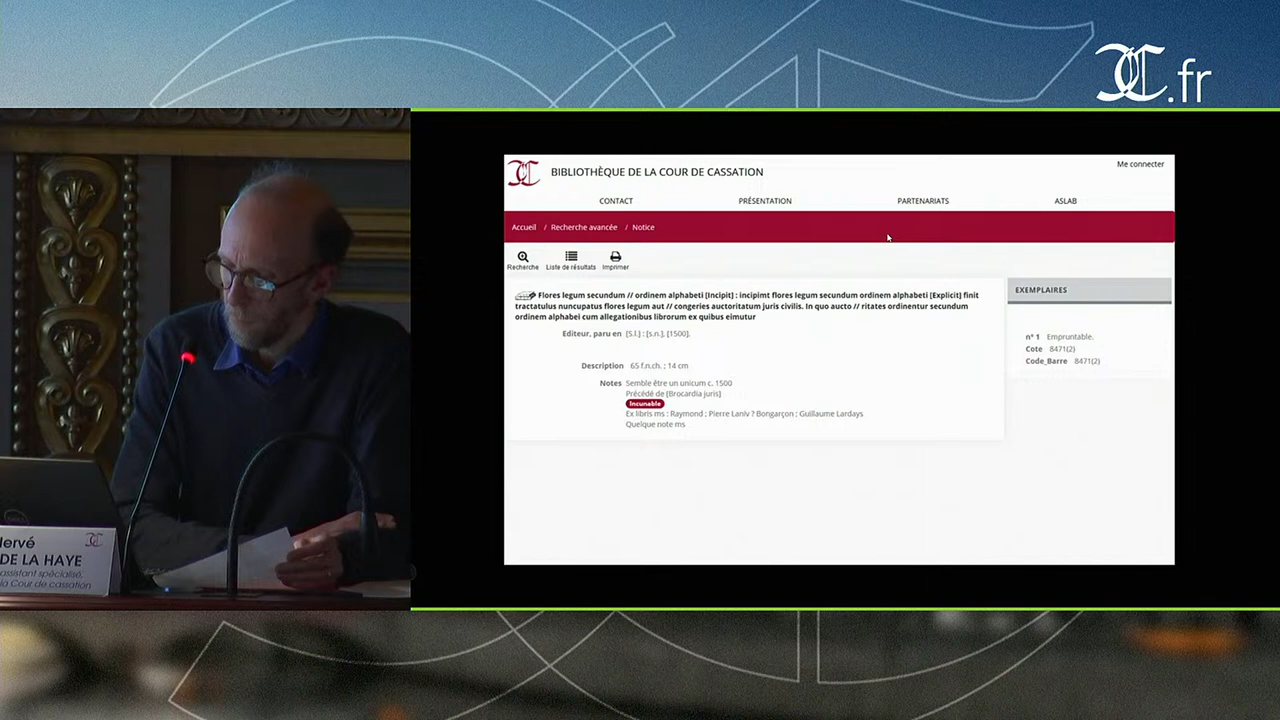 .fr
BIBLIOTHÈQUE DE LA COUR DE CASSATION
Me connecter
CONTACT PRÉSENTATION PARTENARIATS ASLAB
Accueil / Recherche avancée / Notice
Recherche Liste de résultats Imprimer
Flores legum secundum // ordinem alphabeti [Incipit] : incipimt flores legum secundum ordinem alphabeti [Explicit] finit
tractatulus nuncupatus flores legum aut // congeries auctoritatum juris civilis. In quo aucto // ritates ordinentur secundum
ordinem alphabei cum allegationibus librorum ex quibus eimutur
Editeur, paru en [S.l.] : [s.n.], [1500].
Description 65 f.n.ch. ; 14 cm
Notes Semble être un unicum c. 1500
Précédé de [Brocardia juris]
Incunable
Ex libris ms : Raymond ; Pierre Laniv ? Bongarçon ; Guillaume Lardays
Quelque note ms
EXEMPLAIRES
n° 1 Empruntable.
Cote 8471(2)
Code_Barre 8471(2)
Hervé
DE LA HAYE
assistant spécialisé,
la Cour de cassation